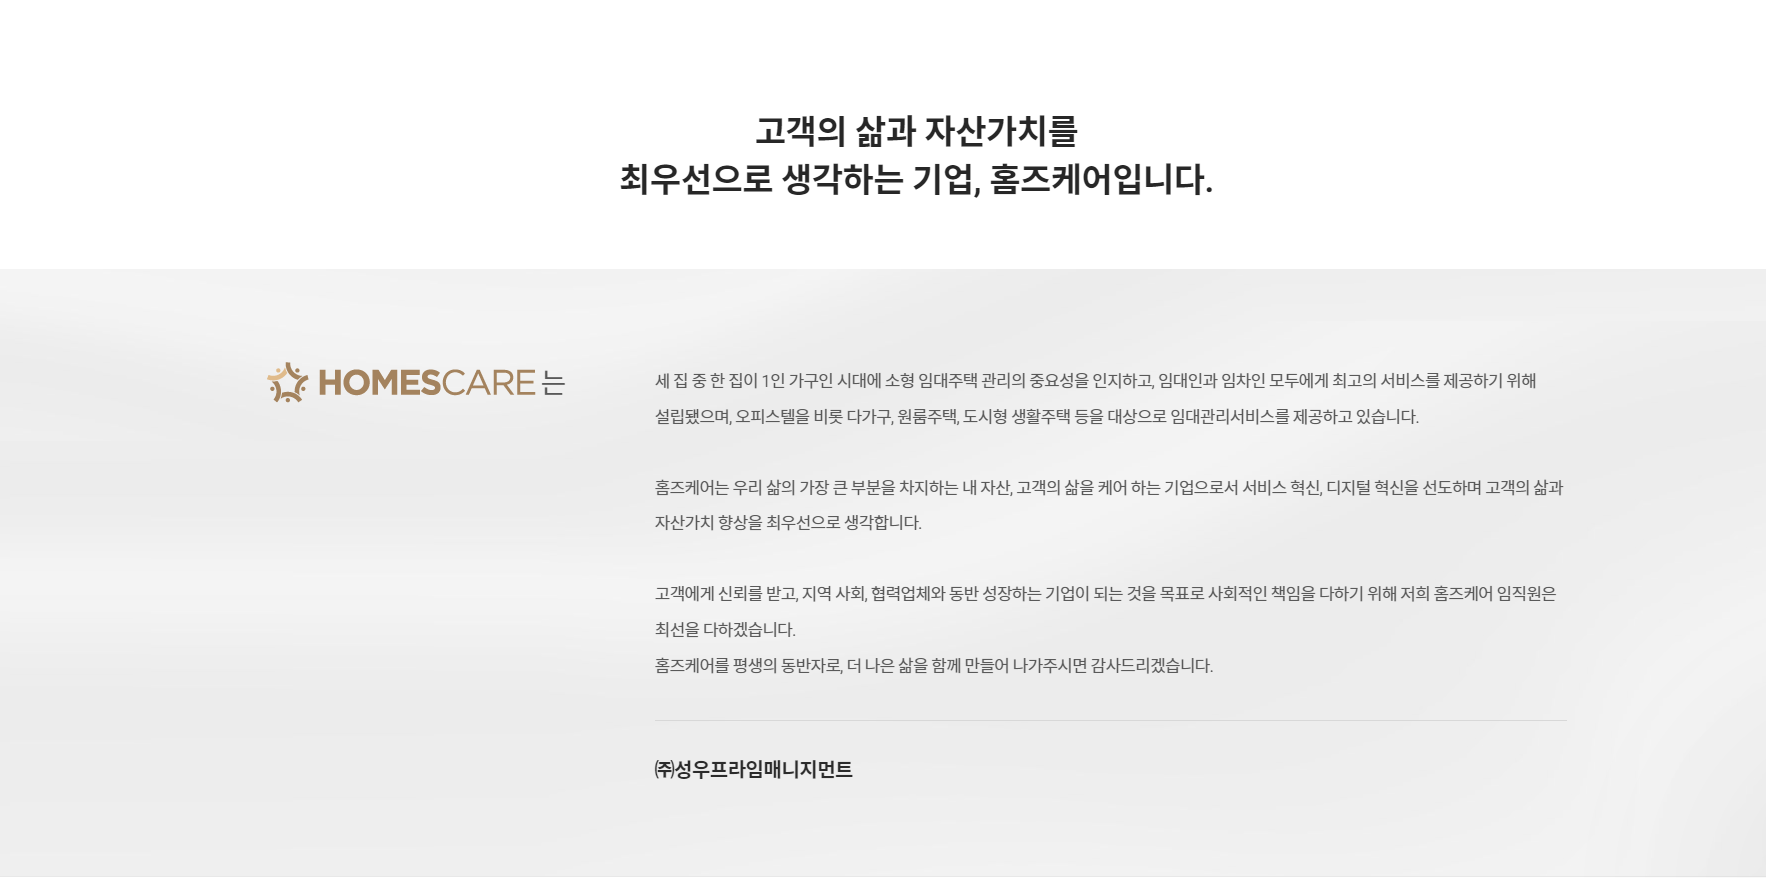 고객의 삶과 자산가치를
최우선으로 생각하는 기업, 홈즈케어입니다.
HOMESCARE 는
세 집 중 한 집이 1인 가구인 시대에 소형 임대주택 관리의 중요성을 인지하고, 임대인과 임차인 모두에게 최고의 서비스를 제공하기 위해
설립됐으며, 오피스텔을 비롯 다가구, 원룸주택, 도시형 생활주택 등을 대상으로 임대관리서비스를 제공하고 있습니다.
홈즈케어는 우리 삶의 가장 큰 부분을 차지하는 내 자산, 고객의 삶을 케어 하는 기업으로서 서비스 혁신, 디지털 혁신을 선도하며 고객의 삶과
자산가치 향상을 최우선으로 생각합니다.
고객에게 신뢰를 받고, 지역 사회, 협력업체와 동반 성장하는 기업이 되는 것을 목표로 사회적인 책임을 다하기 위해 저희 홈즈케어 임직원은
최선을 다하겠습니다.
홈즈케어를 평생의 동반자로, 더 나은 삶을 함께 만들어 나가주시면 감사드리겠습니다.
㈜성우프라임매니지먼트